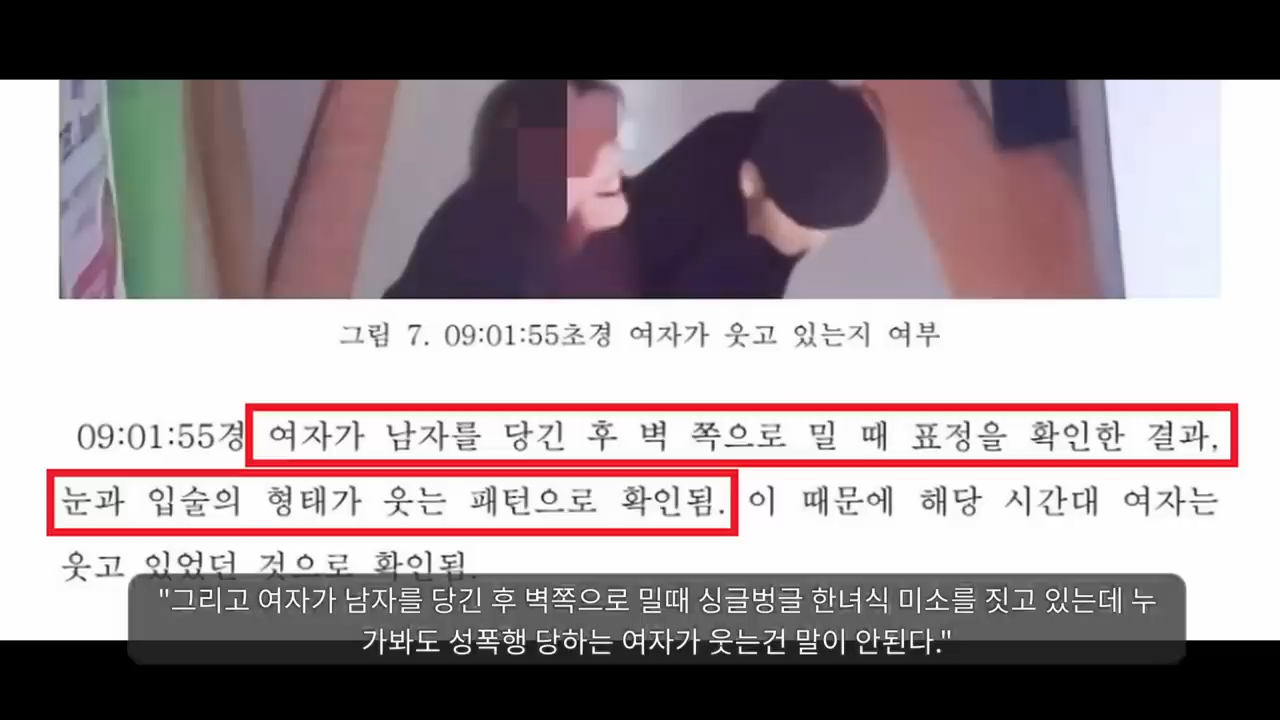 그림 7. 09:01:55초경 여자가 웃고 있는지 여부
09:01:55경 여자가 남자를 당긴 후 벽 쪽으로 밀 때 표정을 확인한 결과,
눈과 입술의 형태가 웃는 패턴으로 확인됨. 이 때문에 해당 시간대 여자는
웃고 있었던 것으로 확인됨.
"그리고 여자가 남자를 당긴 후 벽쪽으로 밀때 싱글벙글 한녀식 미소를 짓고 있는데 누
가봐도 성폭행 당하는 여자가 웃는건 말이 안된다."